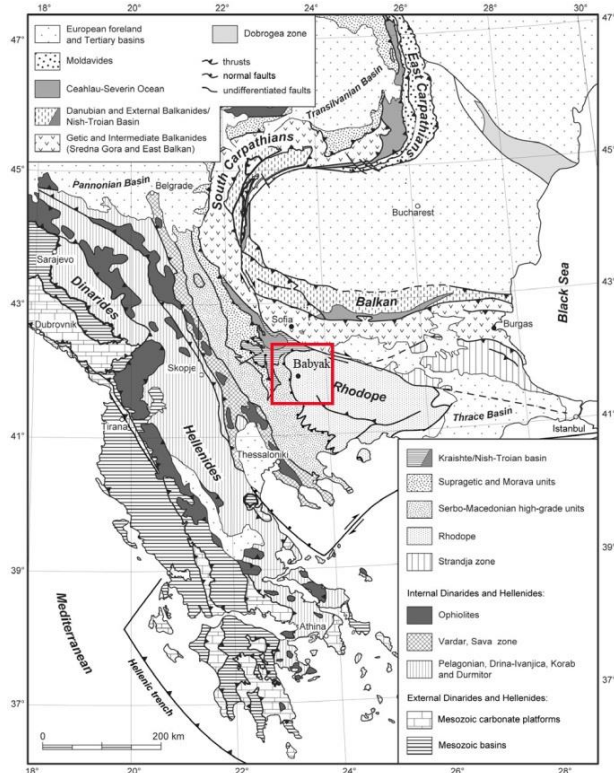 18° 20° 22° 24° 26° 28° 30°
47°
European foreland
and Tertiary basins
Moldavides
Ceahlau-Severin Ocean
Danubian and External Balkanides/
Nish-Troian Basin
Getic and Intermediate Balkanides
(Sredna Gora and East Balkan)
Dobrogea zone
thrusts
normal faults
undifferentiated faults
Transilvanian Basin
East Carpathians
South Carpathians
47°
45°
45°
Pannonian Basin
Belgrade
Bucharest
Sarajevo
Dinarides
43°
43°
Balkan
Sofia
Burgas
Black Sea
Dubrovnik
Skopje
Babyak
Rhodope
Thrace Basin
Istanbul
41°
41°
Tirana
Hellenides
Thessaloniki
39°
39°
Mediterranean
Athina
Hellenic trench
37°
37°
0 200 km
18° 20° 22° 24° 26° 28°
Kraishte/Nish-Troian basin
Supragetic and Morava units
Serbo-Macedonian high-grade units
Rhodope
Strandja zone
Internal Dinarides and Hellenides:
Ophiolites
Vardar, Sava zone
Pelagonian, Drina-Ivanjica, Korab
and Durmitor
External Dinarides and Hellenides:
Mesozoic carbonate platforms
Mesozoic basins